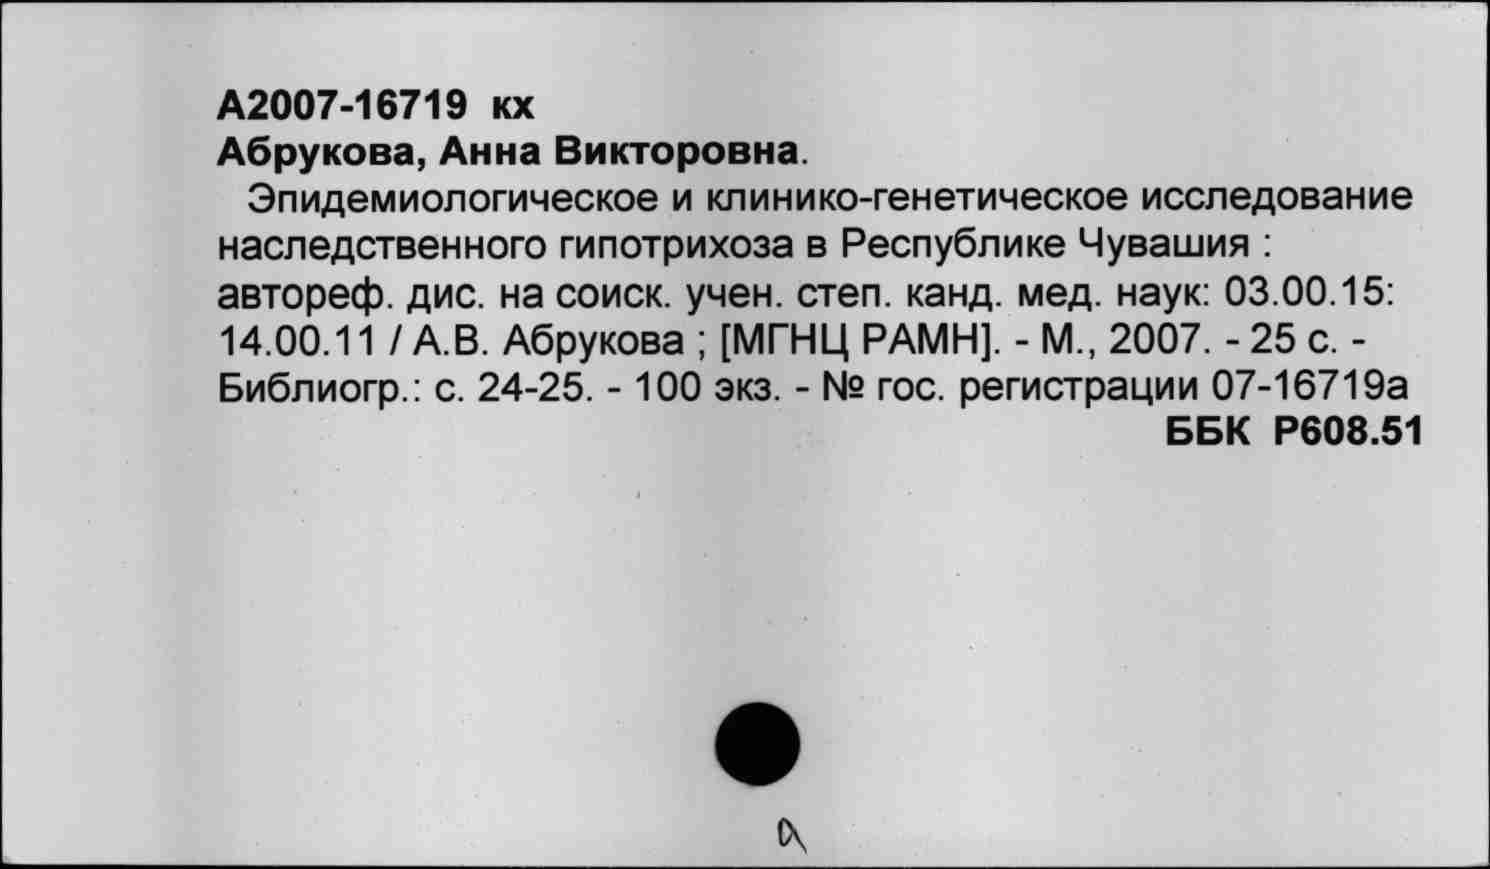 А2007-16719 кх
Абрукова, Анна Викторовна.
Эпидемиологическое и клинико-генетическое исследование
наследственного гипотрихоза в Республике Чувашия :
автореф. дис. на соиск. учен. степ. канд. мед. наук: 03.00.15:
14.00.11 / А.В. Абрукова ; [МГНЦ РАМН]. - М., 2007. - 25 с. -
Библиогр.: с. 24-25. - 100 экз. - № гос. регистрации 07-16719а
ББК Р608.51